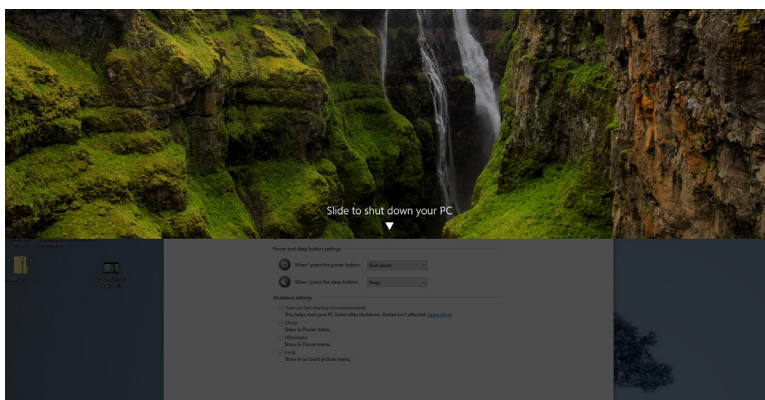 Slide to shut down your PC
Power and sleep button settings
When I press the power button: Shut down
When I press the sleep button: Sleep
Shutdown settings
Turn on fast startup (recommended)
This helps start your PC faster after shutdown. Restart isn't affected. Learn More
Sleep
Show in Power menu.
Hibernate
Show in Power menu.
Lock
Show in account picture menu.